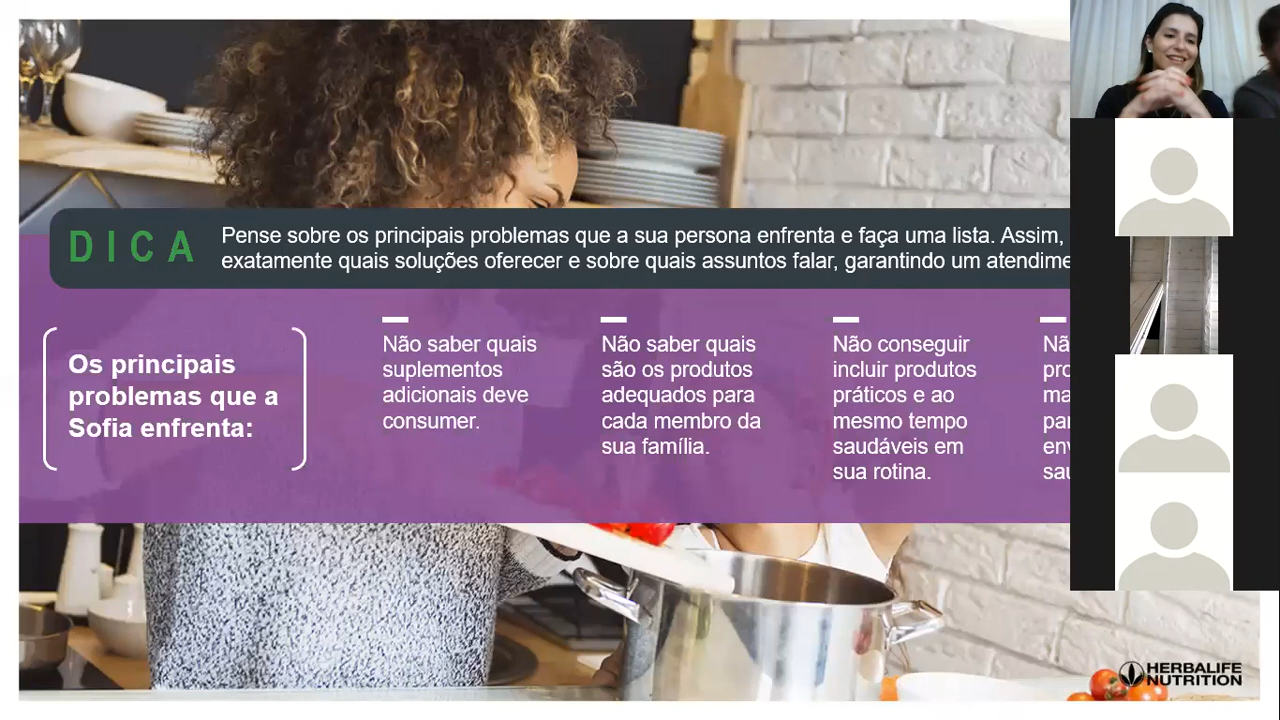 DICA
Pense sobre os principais problemas que a sua persona enfrenta e faça uma lista. Assim,
exatamente quais soluções oferecer e sobre quais assuntos falar, garantindo um
Os principais
problemas que a
Sofia enfrenta:
Não saber quais
suplementos
adicionais deve
consumer.
Não saber quais
são os produtos
adequados para
cada membro da
sua família.
Não conseguir
incluir produtos
práticos e ao
mesmo tempo
saudáveis em
sua rotina.
HERBALIFE
NUTRITION